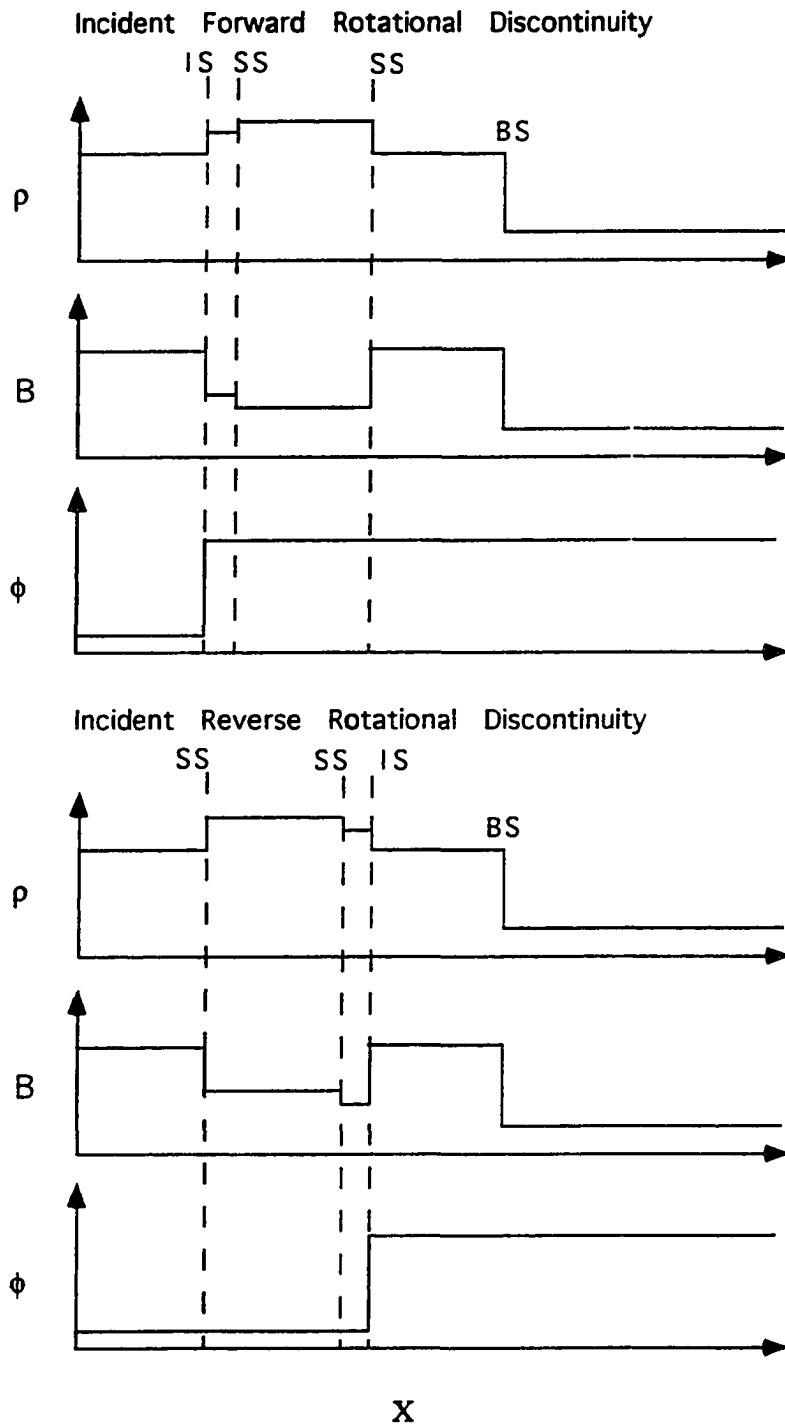 Incident Forward Rotational Discontinuity
IS SS SS
BS
ρ
B
ϕ
Incident Reverse Rotational Discontinuity
SS SS IS
BS
ρ
B
ϕ
X